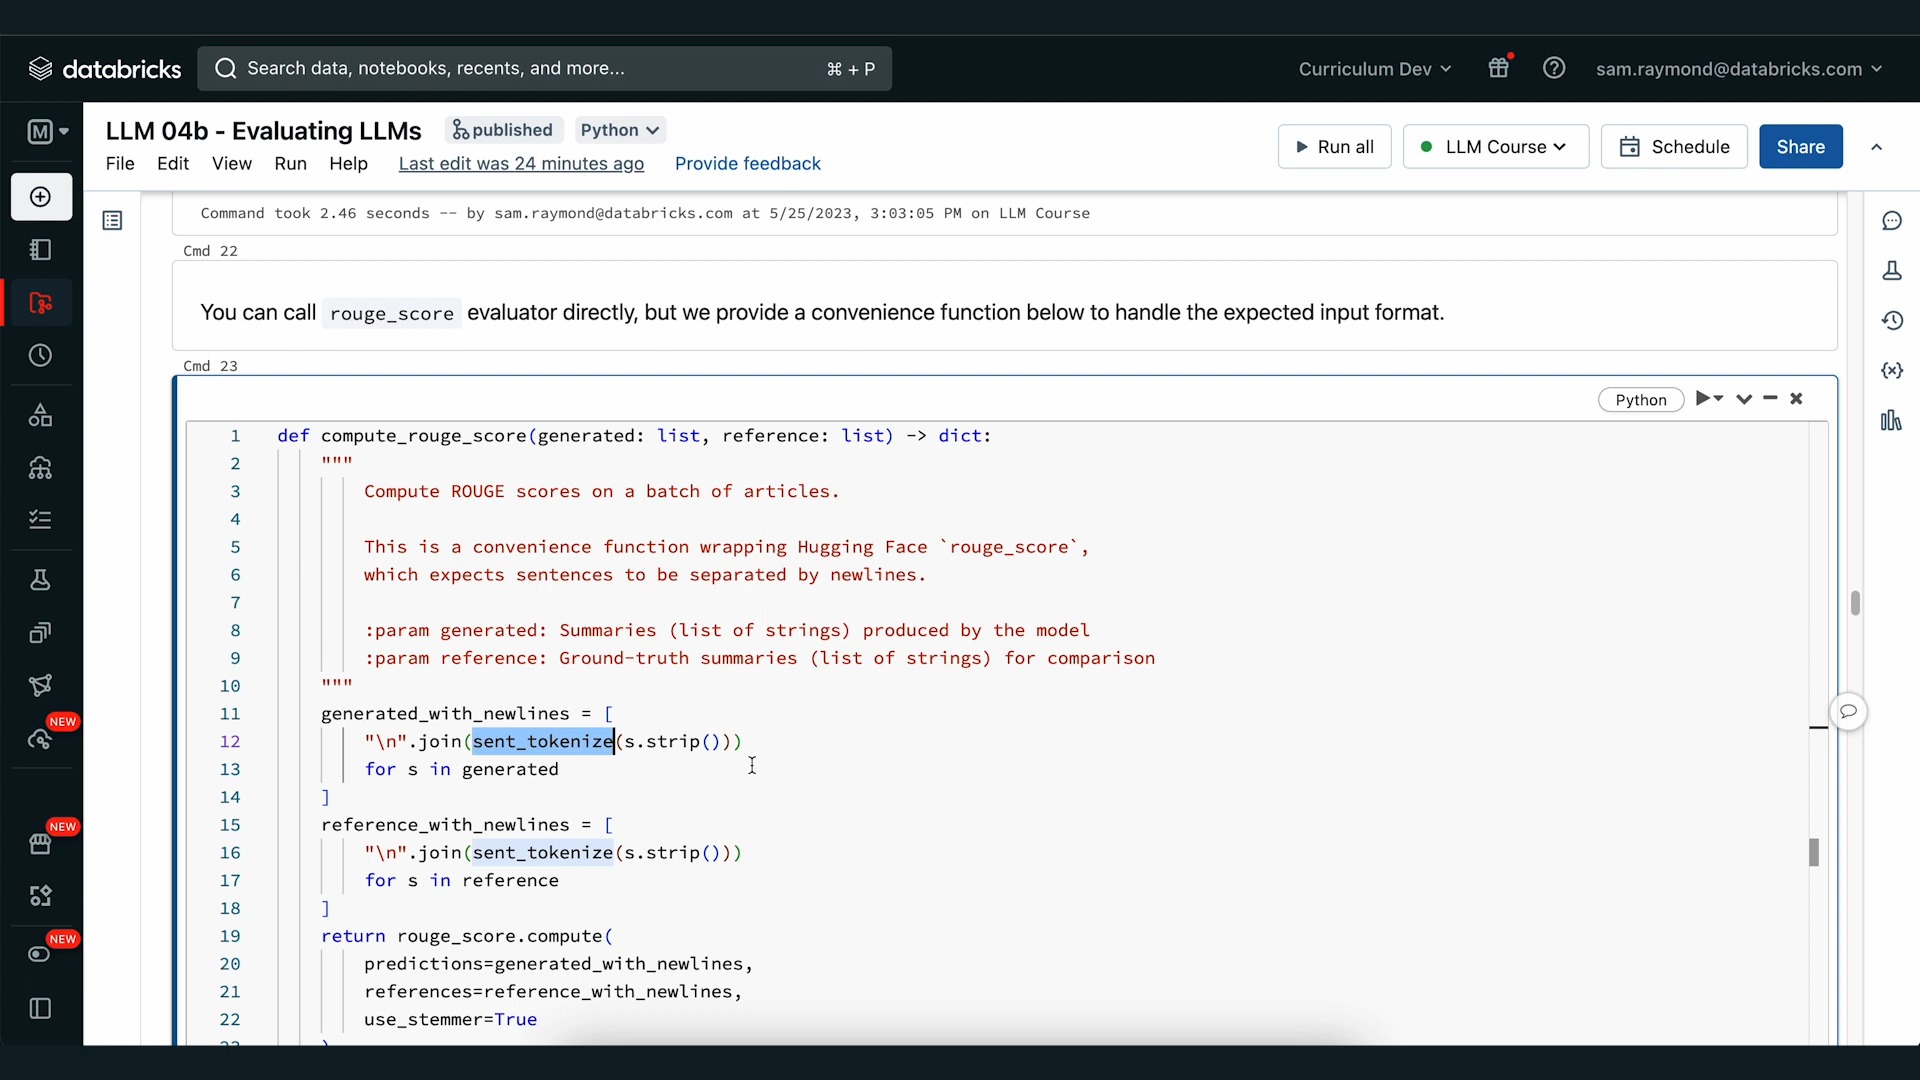 databricks
Search data, notebooks, recents, and more... ⌘ + P
Curriculum Dev
sam.raymond@databricks.com
M
LLM 04b - Evaluating LLMs published Python
File Edit View Run Help Last edit was 24 minutes ago Provide feedback
Run all LLM Course Schedule Share
Command took 2.46 seconds -- by sam.raymond@databricks.com at 5/25/2023, 3:03:05 PM on LLM Course
Cmd 22
You can call rouge_score evaluator directly, but we provide a convenience function below to handle the expected input format.
Cmd 23
Python
1 def compute_rouge_score(generated: list, reference: list) -> dict:
2 """
3 Compute ROUGE scores on a batch of articles.
4
5 This is a convenience function wrapping Hugging Face `rouge_score`,
6 which expects sentences to be separated by newlines.
7
8 :param generated: Summaries (list of strings) produced by the model
9 :param reference: Ground-truth summaries (list of strings) for comparison
10 """
11 generated_with_newlines = [
12 "\n".join(sent_tokenize(s.strip()))
13 for s in generated
14 ]
15 reference_with_newlines = [
16 "\n".join(sent_tokenize(s.strip()))
17 for s in reference
18 ]
19 return rouge_score.compute(
20 predictions=generated_with_newlines,
21 references=reference_with_newlines,
22 use_stemmer=True
NEW
NEW
NEW